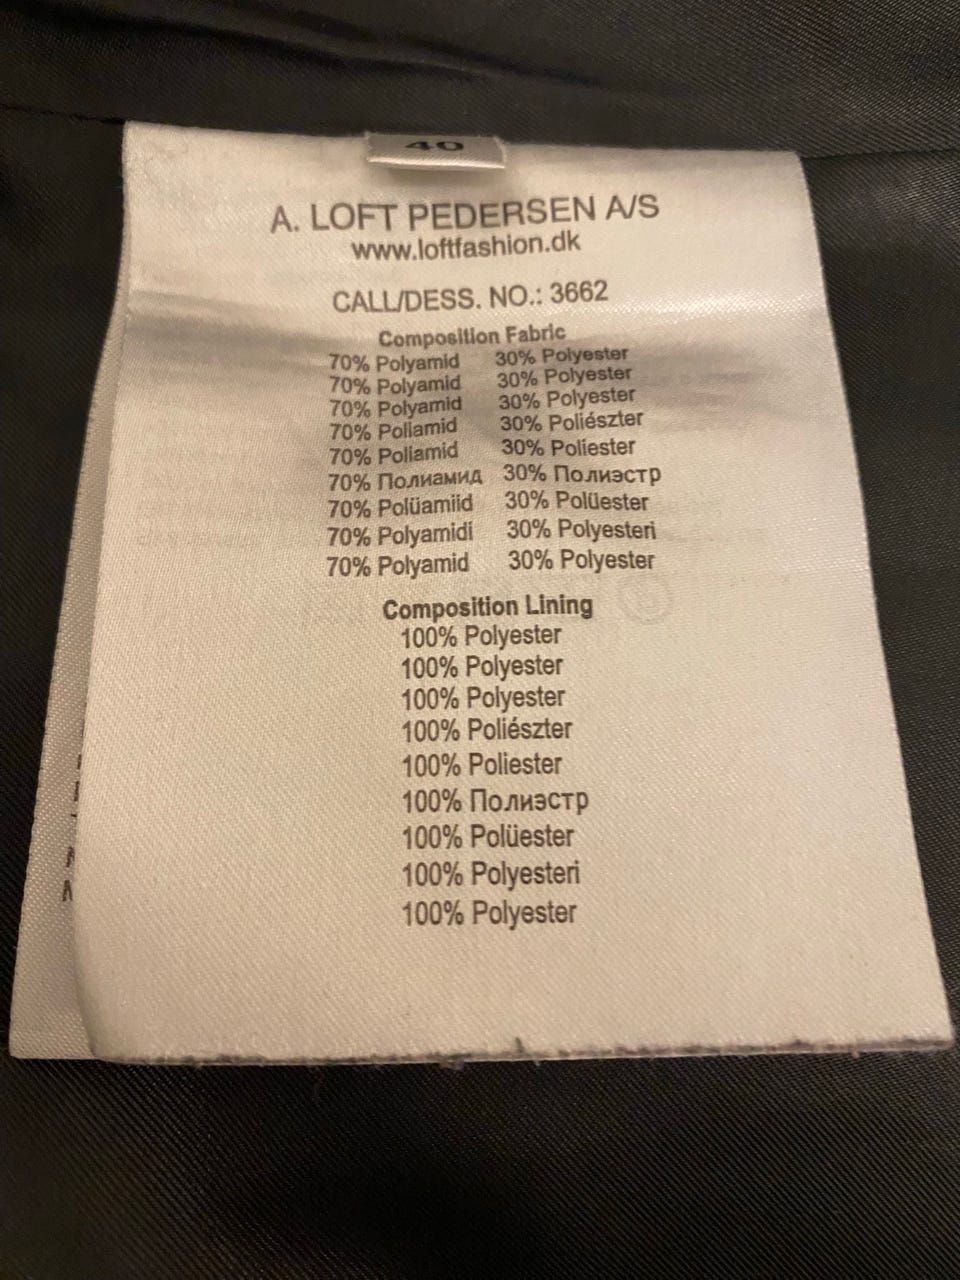 40
A. LOFT PEDERSEN A/S
www.loftfashion.dk
CALL/DESS. NO.: 3662
Composition Fabric
70% Polyamid 30% Polyester
70% Polyamid 30% Polyester
70% Polyamid 30% Polyester
70% Poliamid 30% Poliészter
70% Poliamid 30% Poliester
70% Полиамид 30% Полиэстр
70% Polüamiid 30% Polüester
70% Polyamidi 30% Polyesteri
70% Polyamid 30% Polyester
Composition Lining
100% Polyester
100% Polyester
100% Polyester
100% Poliészter
100% Poliester
100% Полиэстр
100% Polüester
100% Polyesteri
100% Polyester